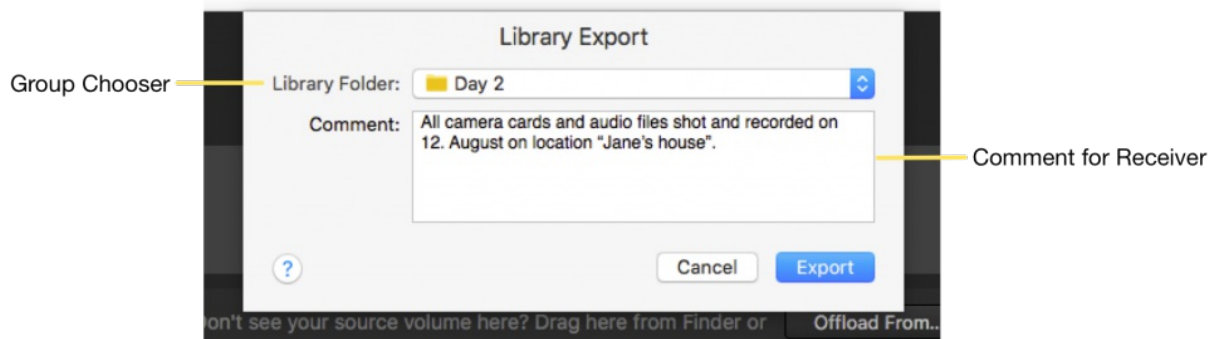 Library Export
Group Chooser
Library Folder:
Day 2
Comment:
All camera cards and audio files shot and recorded on
12. August on location “Jane’s house”.
Comment for Receiver
?
Cancel
Export
on't see your source volume here? Drag here from Finder or
Offload From..